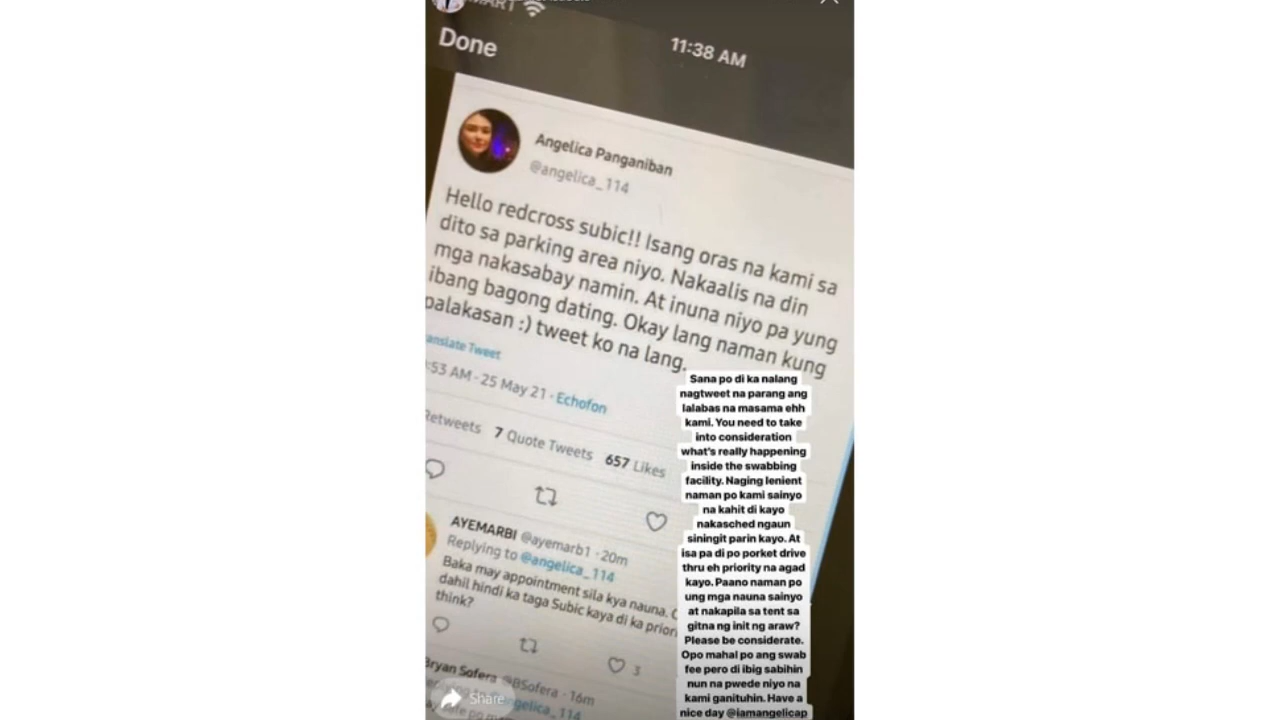 Done
11:38 AM
Angelica Panganiban
@angelica_114
Hello redcross subic!! Isang oras na kami sa
dito sa parking area niyo. Nakaalis na din
mga nakasabay namin. At inuna niyo pa yung
ibang bagong dating. Okay lang naman kung
palakasan :) tweet ko na lang.
anslate Tweet
:53 AM · 25 May 21 · Echofon
Retweets 7 Quote Tweets 657 Likes
AYEMARBI @ayemarb1 · 20m
Replying to @angelica_114
Baka may appointment sila kya nauna.
dahil hindi ka taga Subic kaya di ka prior
think?
3
Bryan Sofera @BSofera · 16m
gelica_114
Share
Sana po di ka nalang
nagtweet na parang ang
lalabas na masama ehh
kami. You need to take
into consideration
what's really happening
inside the swabbing
facility. Naging lenient
naman po kami sainyo
na kahit di kayo
nakasched ngaun
siningit parin kayo. At
isa pa di po porket drive
thru eh priority na agad
kayo. Paano naman po
ung mga nauna sainyo
at nakapila sa tent sa
gitna ng init ng araw?
Please be considerate.
Opo mahal po ang swab
fee pero di ibig sabihin
nun na pwede niyo na
kami ganituhin. Have a
nice day @iamangelicap